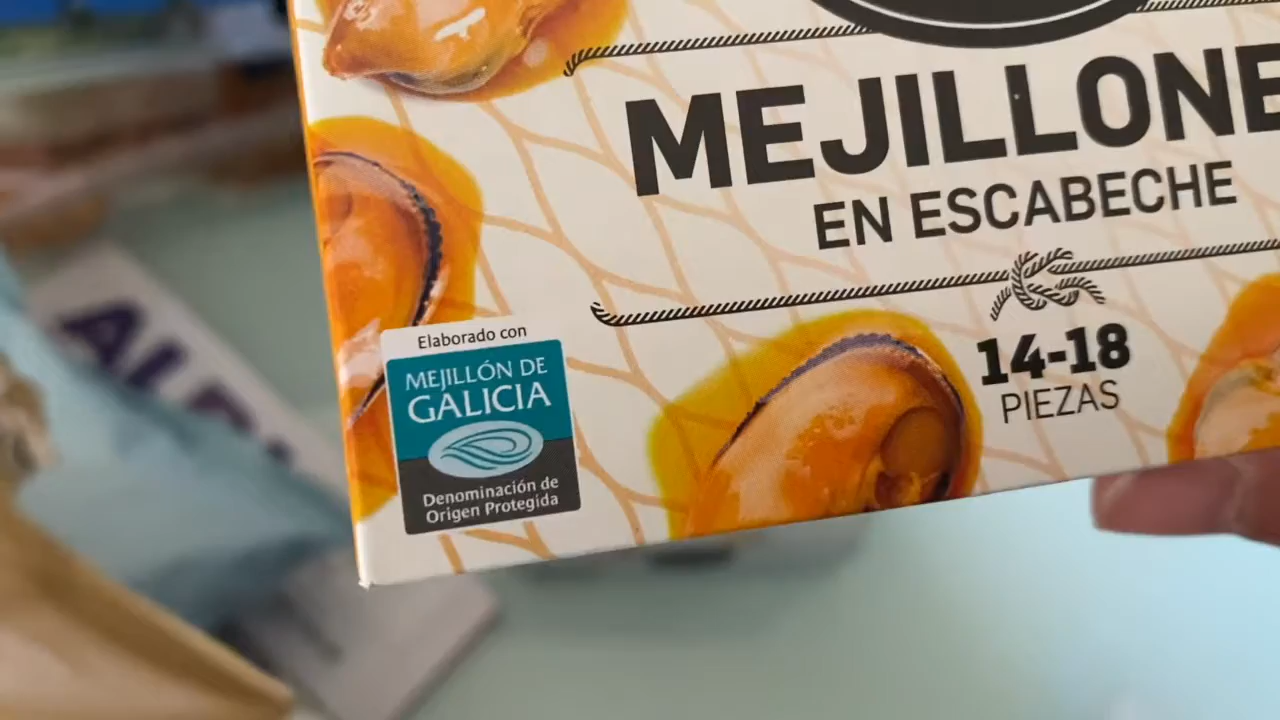 MEJILLONE
EN ESCABECHE
14-18
PIEZAS
Elaborado con
MEJILLÓN DE
GALICIA
Denominación de
Origen Protegida